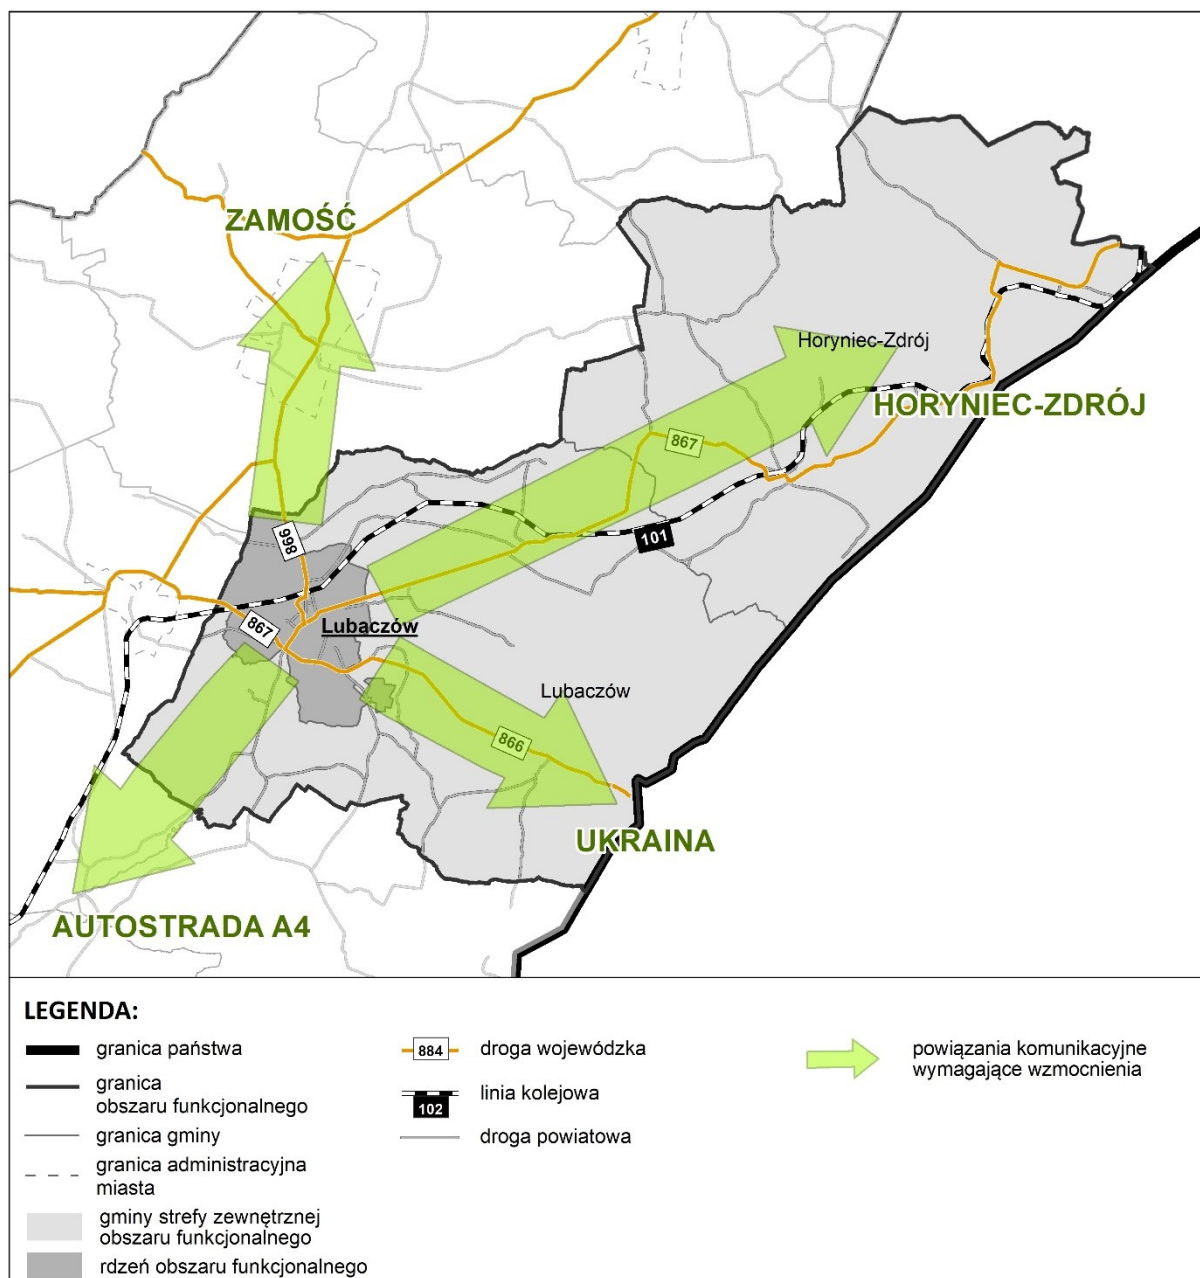 ZAMOŚĆ
Horyniec-Zdrój
HORYNIEC-ZDRÓJ
867
101
866
867
Lubaczów
Lubaczów
866
UKRAINA
AUTOSTRADA A4
LEGENDA:
granica państwa
granica
obszaru funkcjonalnego
granica gminy
granica administracyjna
miasta
gminy strefy zewnętrznej
obszaru funkcjonalnego
rdzeń obszaru funkcjonalnego
884
droga wojewódzka
102
linia kolejowa
droga powiatowa
powiązania komunikacyjne
wymagające wzmocnienia